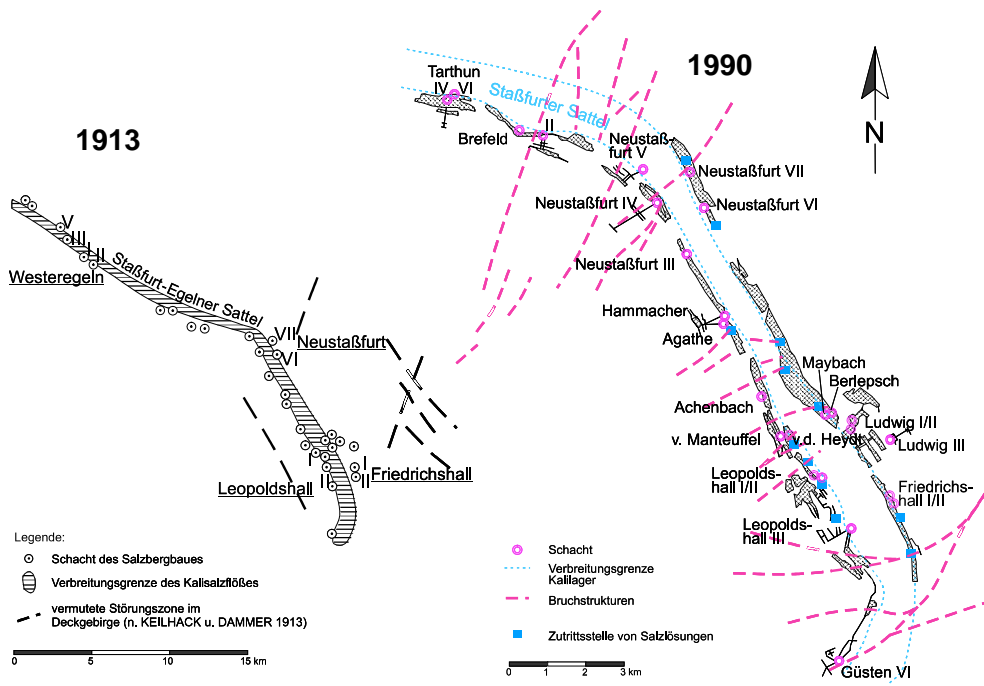 1913
V
III
I
II
Westeregeln
Staßfurt-Egelner Sattel
VII
Neustaßfurt
VI
I
II
Leopoldshall
I
II
Friedrichshall
Legende:
Schacht des Salzbergbaues
Verbreitungsgrenze des Kalisalzflößes
vermutete Störungszone im
Deckgebirge (n. KEILHACK u. DAMMER 1913)
0 5 10 15 km
1990
N
Tarthun
IV VI
Staßfurter Sattel
Brefeld
II
Neustaß-
furt V
Neustaßfurt VII
Neustaßfurt IV
Neustaßfurt VI
Neustaßfurt III
Hammacher
Agathe
Maybach
Berlepsch
Achenbach
Ludwig I/II
v. Manteuffel
v.d. Heydt
Ludwig III
Leopolds-
hall I/II
Friedrichs-
hall I/II
Leopolds-
hall III
Güsten VI
Schacht
Verbreitungsgrenze
Kalilager
Bruchstrukturen
Zutrittsstelle von Salzlösungen
0 1 2 3 km